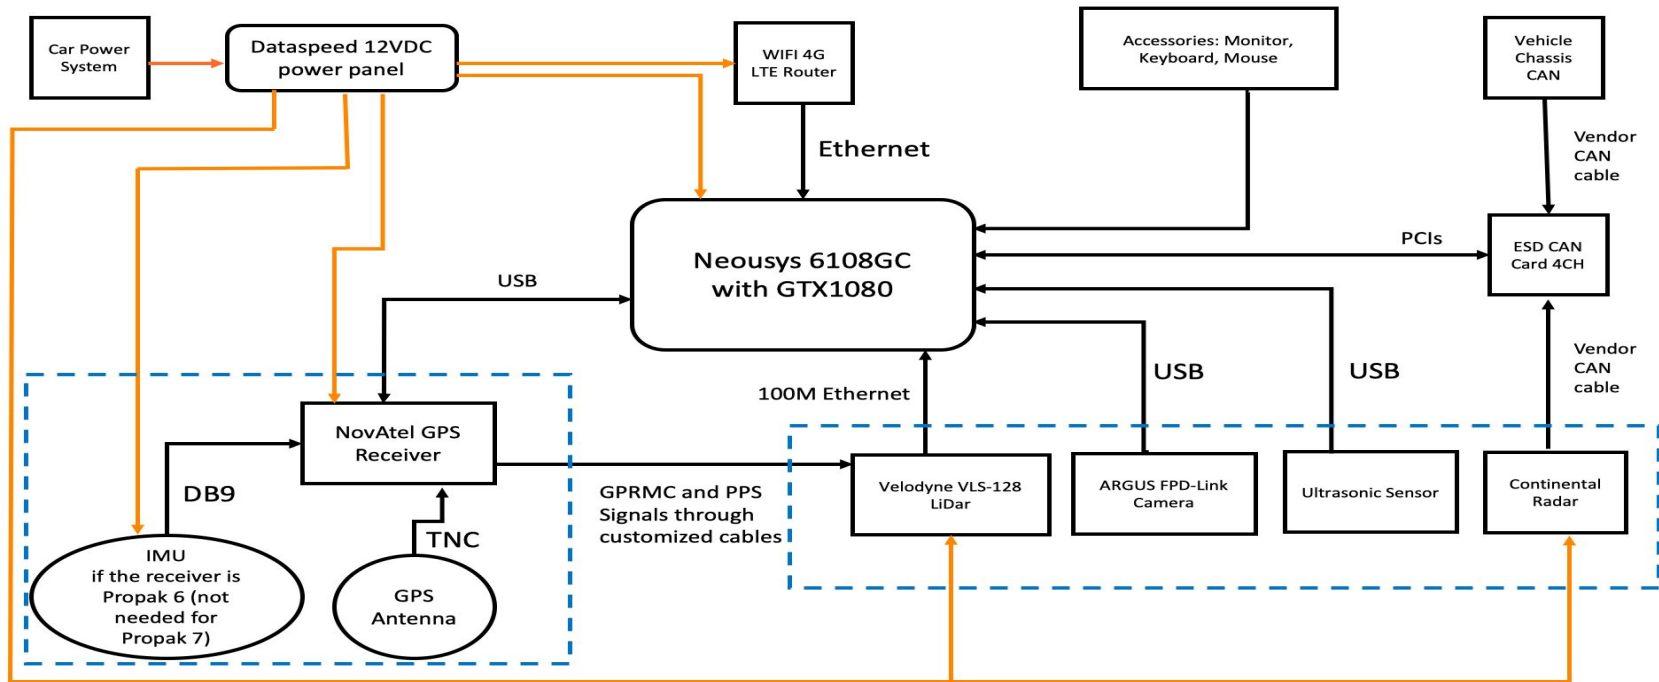 Car Power
System
Dataspeed 12VDC
power panel
WIFI 4G
LTE Router
Accessories: Monitor,
Keyboard, Mouse
Vehicle
Chassis
CAN
Ethernet
Vendor
CAN
cable
Neousys 6108GC
with GTX1080
PCIs
ESD CAN
Card 4CH
USB
100M Ethernet
USB
USB
Vendor
CAN
cable
NovAtel GPS
Receiver
DB9
TNC
GPRMC and PPS
Signals through
customized cables
Velodyne VLS-128
LiDar
ARGUS FPD-Link
Camera
Ultrasonic Sensor
Continental
Radar
IMU
if the receiver is
Propak 6 (not
needed for
Propak 7)
GPS
Antenna